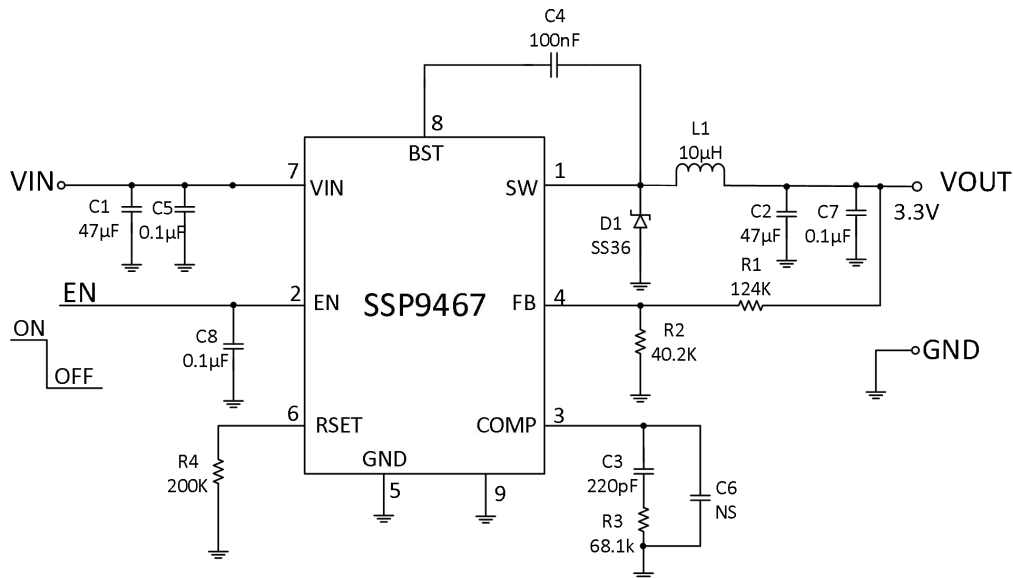 C4
100nF
8
BST
L1
10µH
VIN
7
VIN
SW
1
VOUT
3.3V
C1
47µF
C5
0.1µF
D1
SS36
C2
47µF
C7
0.1µF
R1
124K
EN
2
EN
SSP9467
FB
4
ON
OFF
C8
0.1µF
R2
40.2K
GND
6
RSET
COMP
3
R4
200K
GND
5
9
C3
220pF
R3
68.1k
C6
NS